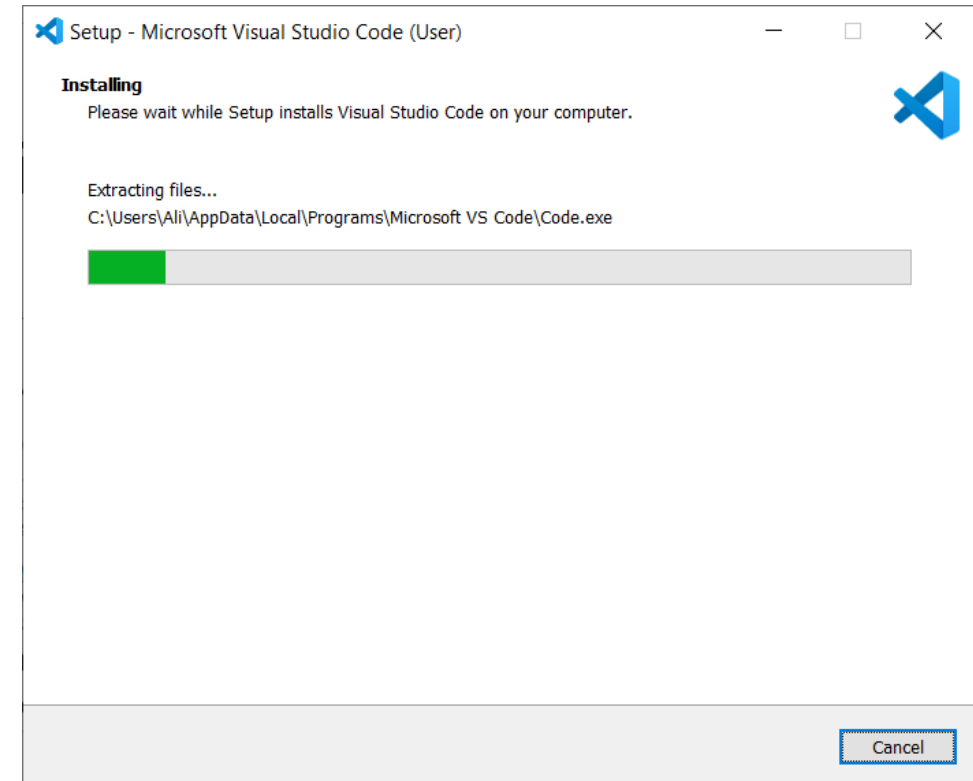 Setup - Microsoft Visual Studio Code (User)
Installing
Please wait while Setup installs Visual Studio Code on your computer.
Extracting files...
C:\Users\Ali\AppData\Local\Programs\Microsoft VS Code\Code.exe
Cancel